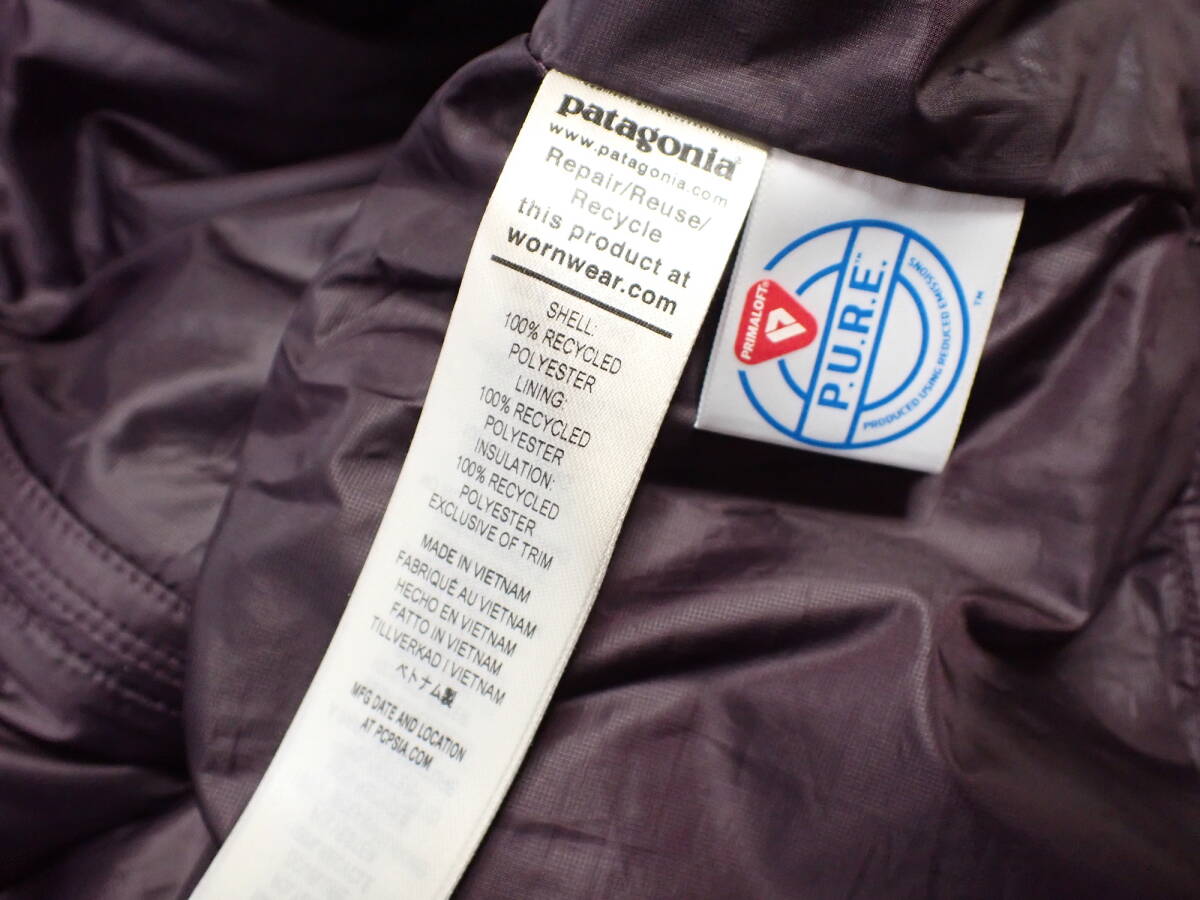 patagonia®
www.patagonia.com
Repair/Reuse/
Recycle
this product at
wornwear.com
SHELL:
100% RECYCLED
POLYESTER
LINING:
100% RECYCLED
POLYESTER
INSULATION:
100% RECYCLED
POLYESTER
EXCLUSIVE OF TRIM
MADE IN VIETNAM
FABRIQUÉ AU VIETNAM
HECHO EN VIETNAM
FATTO IN VIETNAM
TILLVERKAD I VIETNAM
ベトナム製
MFG DATE AND LOCATION
AT PCPSIA.COM
PRIMALOFT®
P.U.R.E.™
PRODUCED USING REDUCED EMISSIONS
™